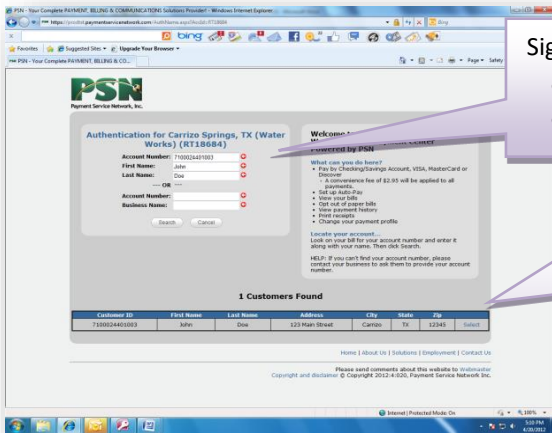 PSN - Your Complete PAYMENT, BILLING & COMMUNICATIONS Solutions Provider! - Windows Internet Explorer
bing
Favorites Suggested Sites Upgrade Your Browser
PSN - Your Complete PAYMENT, BILLING & CO...
Page Safety
Sig
PSN
Payment Service Network, Inc.
Authentication for Carrizo Springs, TX (Water
Works) (RT18684)
Account Number: 7100024401003
First Name: John
Last Name: Doe
---- OR ----
Account Number:
Business Name:
Search Cancel
Welcome
Powered by PSN
What can you do here?
Pay by Checking/Savings Account, VISA, MasterCard or
Discover
- A convenience fee of $2.95 will be applied to all
payments.
Set up Auto-Pay
View your bills
Opt out of paper bills
View payment history
Print receipts
Change your payment profile
Locate your account...
Look on your bill for your account number and enter it
along with your name. Then click Search.
HELP: If you can't find your account number, please
contact your business to ask them to provide your account
number.
1 Customers Found
Customer ID First Name Last Name Address City State Zip
7100024401003 John Doe 123 Main Street Carrizo TX 12345 Select
Home | About Us | Solutions | Employment | Contact Us
Please send comments about this website to Webmaster
Copyright and disclaimer © Copyright 2012:4:020, Payment Service Network Inc.
Internet | Protected Mode: On 100%
5:10 PM
4/20/2012